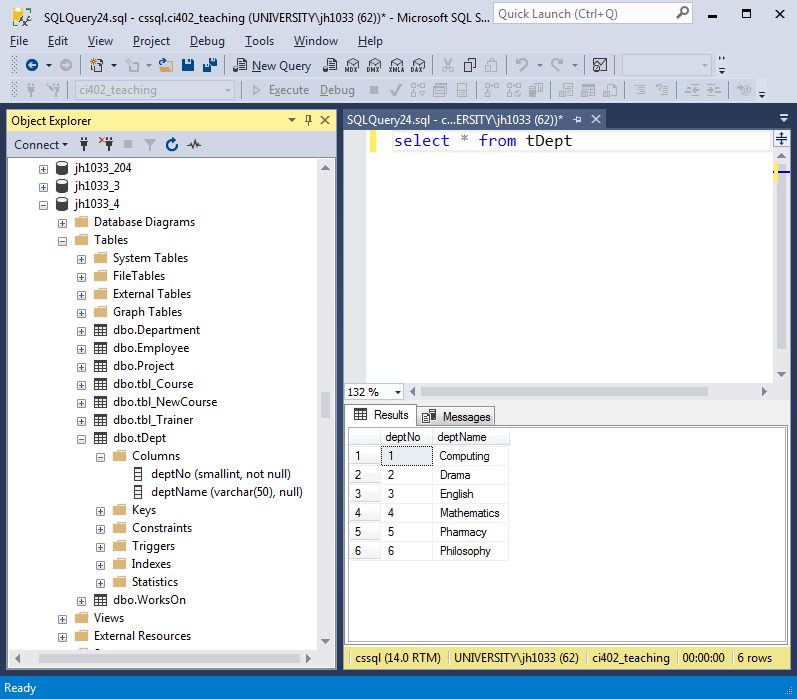 SQLQuery24.sql - cssql.ci402_teaching (UNIVERSITY\jh1033 (62))* - Microsoft SQL S...
Quick Launch (Ctrl+Q)
File Edit View Project Debug Tools Window Help
New Query MDX DMX XMLA DAX
ci402_teaching Execute Debug
Object Explorer
Connect
jh1033_204
jh1033_3
jh1033_4
Database Diagrams
Tables
System Tables
FileTables
External Tables
Graph Tables
dbo.Department
dbo.Employee
dbo.Project
dbo.tbl_Course
dbo.tbl_NewCourse
dbo.tbl_Trainer
dbo.tDept
Columns
deptNo (smallint, not null)
deptName (varchar(50), null)
Keys
Constraints
Triggers
Indexes
Statistics
dbo.WorksOn
Views
External Resources
SQLQuery24.sql - c...ERSITY\jh1033 (62))*
select * from tDept
132 %
Results Messages
deptNo deptName
1 1 Computing
2 2 Drama
3 3 English
4 4 Mathematics
5 5 Pharmacy
6 6 Philosophy
cssql (14.0 RTM) UNIVERSITY\jh1033 (62) ci402_teaching 00:00:00 6 rows
Ready